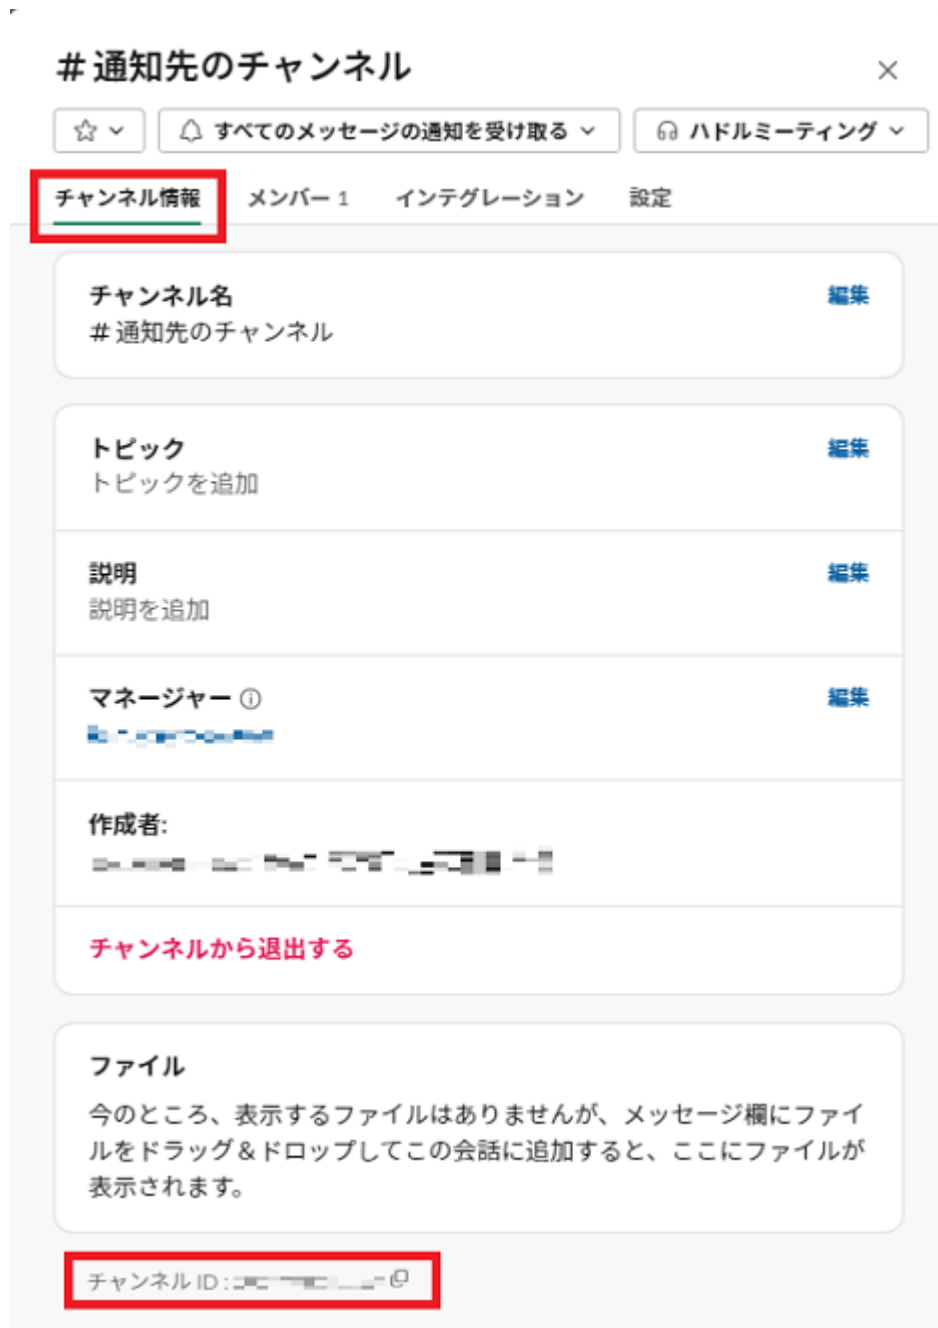 # 通知先のチャンネル
すべてのメッセージの通知を受け取る
ハドルミーティング
チャンネル情報 メンバー 1 インテグレーション 設定
チャンネル名 編集
# 通知先のチャンネル
トピック 編集
トピックを追加
説明 編集
説明を追加
マネージャー 編集
作成者:
チャンネルから退出する
ファイル
今のところ、表示するファイルはありませんが、メッセージ欄にファイ
ルをドラッグ＆ドロップしてこの会話に追加すると、ここにファイルが
表示されます。
チャンネル ID :